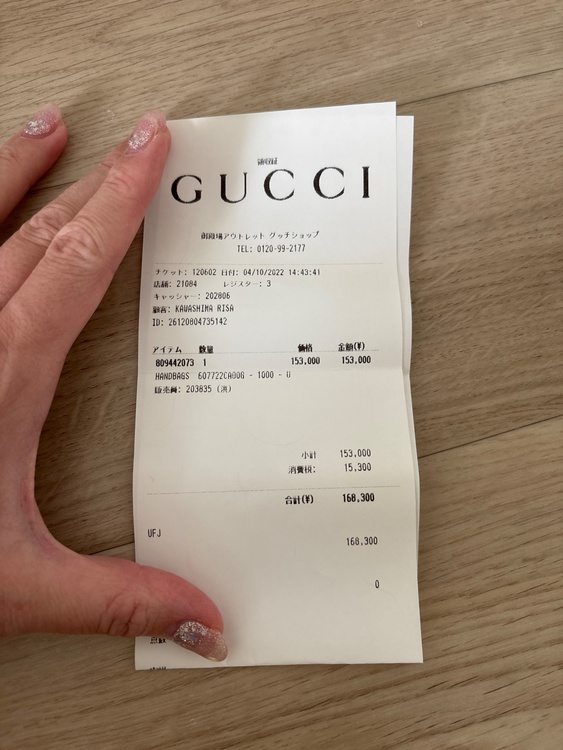 領収証
GUCCI
御殿場アウトレット グッチショップ
TEL: 0120-99-2177
チケット: 120602 日付: 04/10/2022 14:43:41
店舗: 21084 レジスター: 3
キャッシャー: 202806
顧客: KAWASHIMA RISA
ID: 26120804735142
アイテム 数量 価格 金額(¥)
809442073 1 153,000 153,000
HANDBAGS 607722CAO0G - 1000 - U
販売員: 203835 (洪)
小計 153,000
消費税: 15,300
合計(¥) 168,300
UFJ
168,300
0